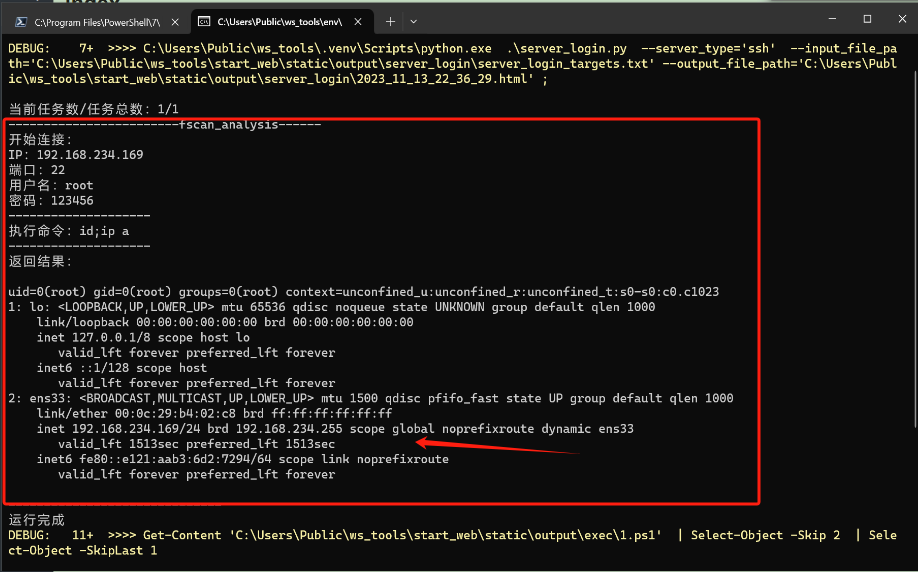 Index
C:\Program Files\PowerShell\7\
C:\Users\Public\ws_tools\env\
DEBUG:    7+  >>>> C:\Users\Public\ws_tools\.venv\Scripts\python.exe  .\server_login.py  --server_type='ssh'  --input_file_pa
th='C:\Users\Public\ws_tools\start_web\static\output\server_login\server_login_targets.txt' --output_file_path='C:\Users\Publ
ic\ws_tools\start_web\static\output\server_login\2023_11_13_22_36_29.html' ;
当前任务数/任务总数: 1/1
------------------------fscan_analysis------
开始连接:
IP: 192.168.234.169
端口: 22
用户名: root
密码: 123456
--------------------
执行命令: id;ip a
--------------------
返回结果:
uid=0(root) gid=0(root) groups=0(root) context=unconfined_u:unconfined_r:unconfined_t:s0-s0:c0.c1023
1: lo: <LOOPBACK,UP,LOWER_UP> mtu 65536 qdisc noqueue state UNKNOWN group default qlen 1000
    link/loopback 00:00:00:00:00:00 brd 00:00:00:00:00:00
    inet 127.0.0.1/8 scope host lo
       valid_lft forever preferred_lft forever
    inet6 ::1/128 scope host
       valid_lft forever preferred_lft forever
2: ens33: <BROADCAST,MULTICAST,UP,LOWER_UP> mtu 1500 qdisc pfifo_fast state UP group default qlen 1000
    link/ether 00:0c:29:b4:02:c8 brd ff:ff:ff:ff:ff:ff
    inet 192.168.234.169/24 brd 192.168.234.255 scope global noprefixroute dynamic ens33
       valid_lft 1513sec preferred_lft 1513sec
    inet6 fe80::e121:aab3:6d2:7294/64 scope link noprefixroute
       valid_lft forever preferred_lft forever
------------------------------
运行完成
DEBUG:   11+  >>>> Get-Content 'C:\Users\Public\ws_tools\start_web\static\output\exec\1.ps1'  | Select-Object -Skip 2  | Sele
ct-Object -SkipLast 1